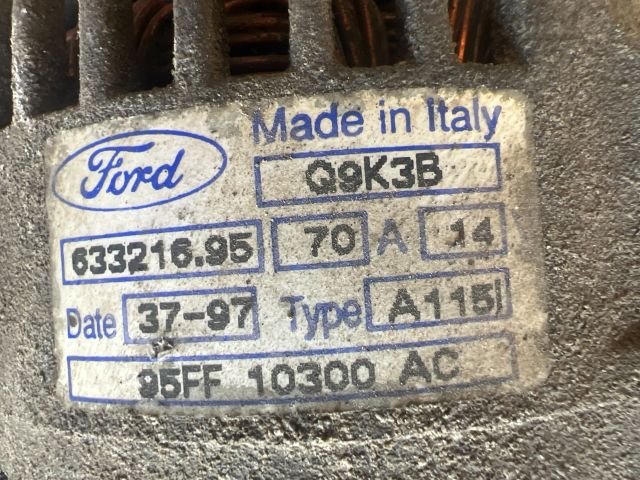 Ford
Made in Italy
Q9K3B
633216.95 70 A 14
Date 37-97 Type A115I
95FF 10300 AC